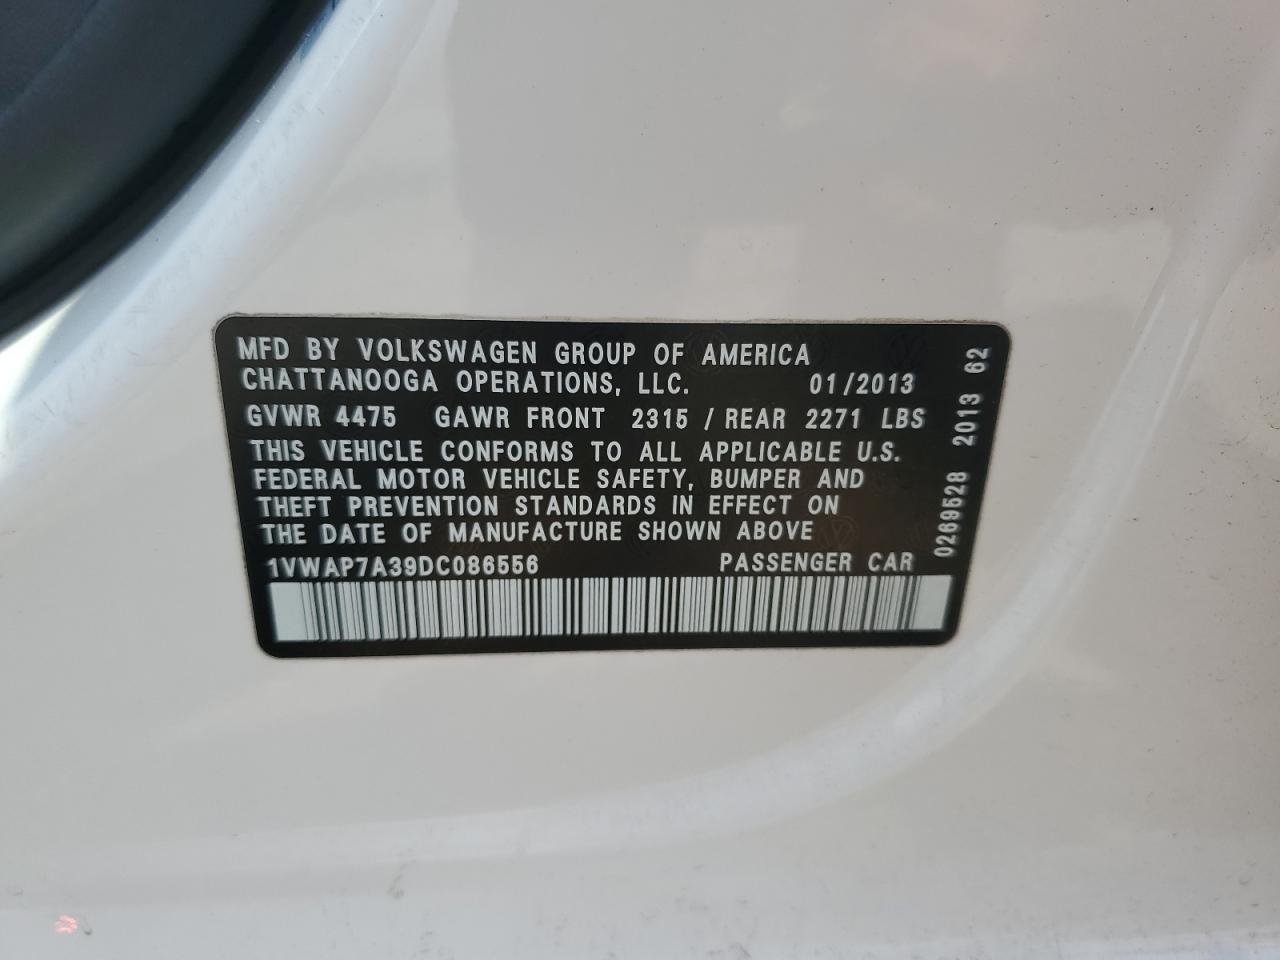 MFD BY VOLKSWAGEN GROUP OF AMERICA
CHATTANOOGA OPERATIONS, LLC. 01/2013
GVWR 4475 GAWR FRONT 2315 / REAR 2271 LBS
THIS VEHICLE CONFORMS TO ALL APPLICABLE U.S.
FEDERAL MOTOR VEHICLE SAFETY, BUMPER AND
THEFT PREVENTION STANDARDS IN EFFECT ON
THE DATE OF MANUFACTURE SHOWN ABOVE
1VWAP7A39DC086556 PASSENGER CAR
0269528 2013 62